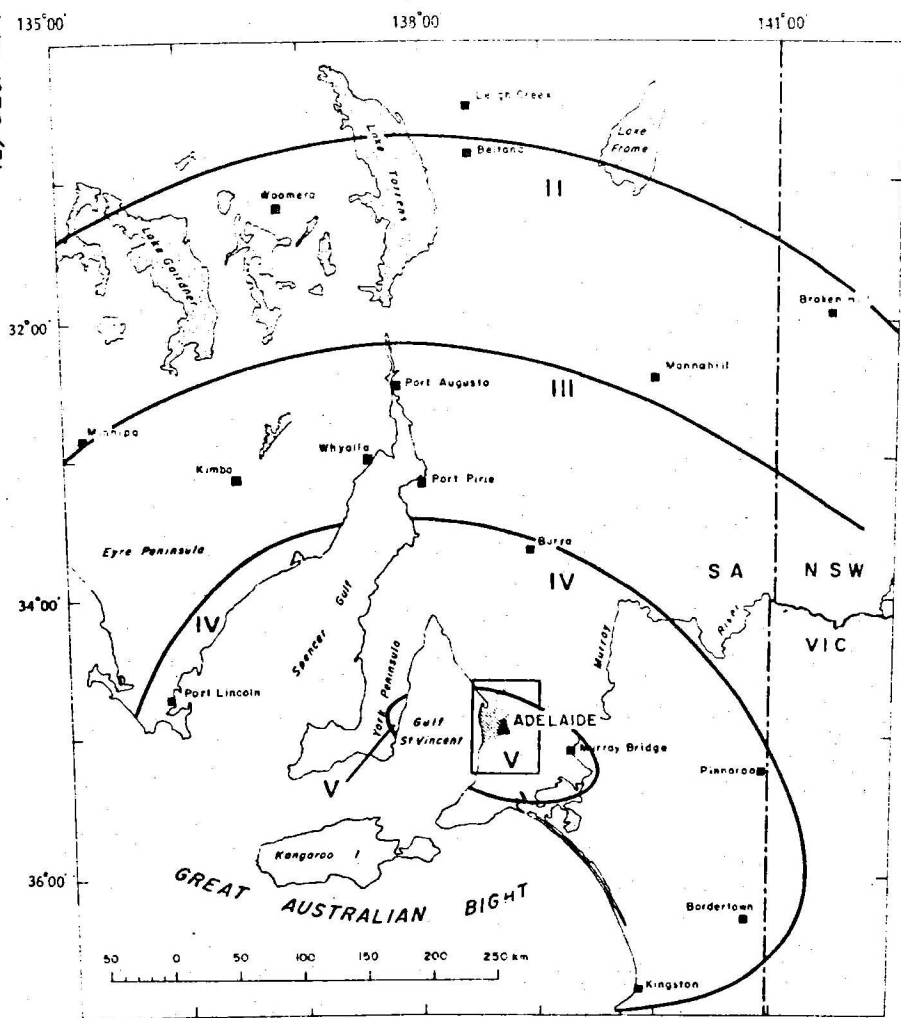 135°00'
138°00'
141°00'
Leigh Creek
Lake
Frome
Beltana
Lake
Torrens
II
Woomera
Lake Gairdner
Broken
32°00'
Mannahill
Port Augusta
III
Minnipa
Whyalla
Kimba
Port Pirie
Eyre Peninsula
Burra
SA
NSW
IV
34°00'
IV
Spencer Gulf
Murray
River
VIC
Port Lincoln
York Peninsula
Gulf
St Vincent
ADELAIDE
V
Murray Bridge
Pinnaroo
V
Kangaroo I
36°00'
GREAT AUSTRALIAN BIGHT
Bordertown
50 0 50 100 150 200 250 km
Kingston